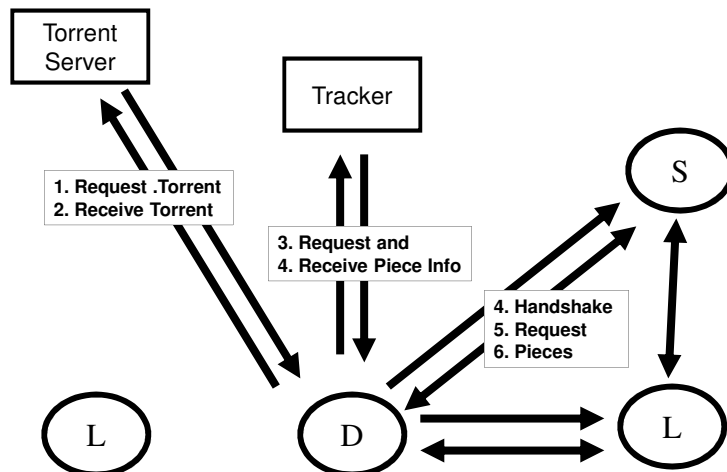 Torrent
Server
Tracker
S
1. Request .Torrent
2. Receive Torrent
3. Request and
4. Receive Piece Info
4. Handshake
5. Request
6. Pieces
L
D
L